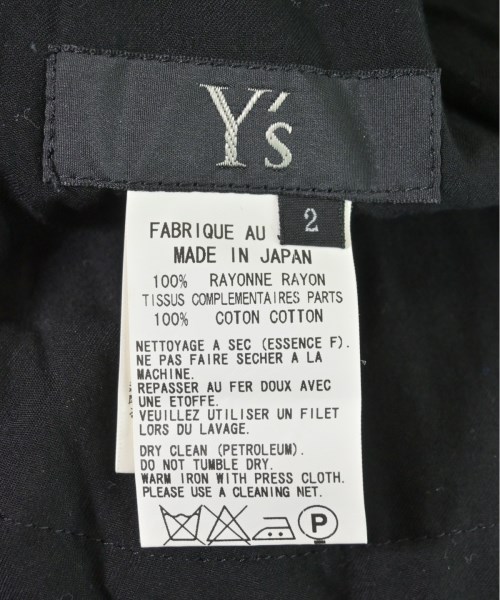 Y's
2
FABRIQUE AU
MADE IN JAPAN
100% RAYONNE RAYON
TISSUS COMPLEMENTAIRES PARTS
100% COTON COTTON
NETTOYAGE A SEC (ESSENCE F).
NE PAS FAIRE SECHER A LA
MACHINE.
REPASSER AU FER DOUX AVEC
UNE ETOFFE.
VEUILLEZ UTILISER UN FILET
LORS DU LAVAGE.
DRY CLEAN (PETROLEUM).
DO NOT TUMBLE DRY.
WARM IRON WITH PRESS CLOTH.
PLEASE USE A CLEANING NET.
P